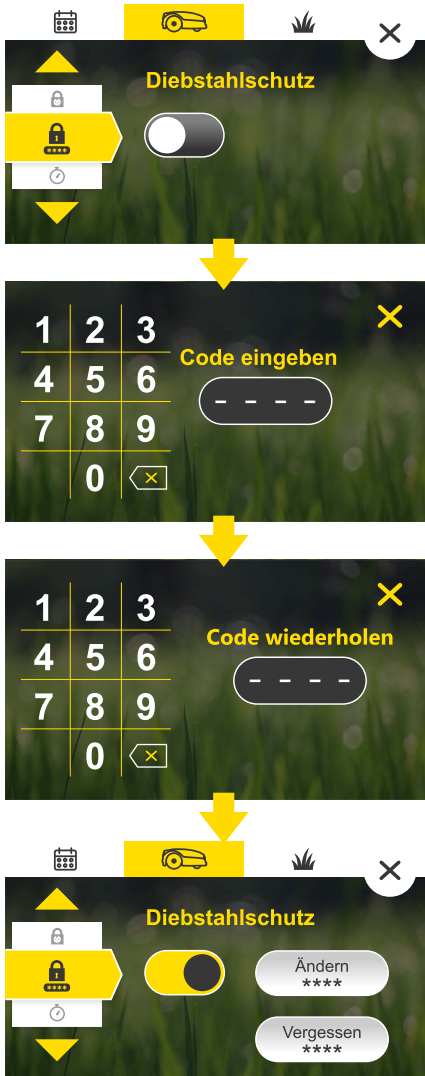 Diebstahlschutz
****
1 2 3
Code eingeben
4 5 6
- - - -
7 8 9
0
1 2 3
Code wiederholen
4 5 6
- - - -
7 8 9
0
Diebstahlschutz
Ändern
****
****
Vergessen
****